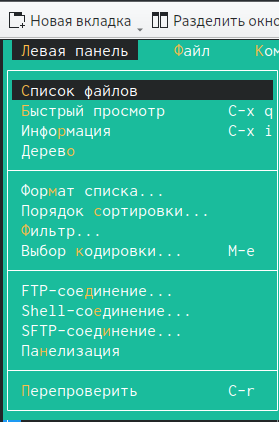 Новая вкладка Разделить окно
Левая панель Файл Ком
Список файлов
Быстрый просмотр C-x q
Информация C-x i
Дерево
Формат списка...
Порядок сортировки...
Фильтр...
Выбор кодировки... M-e
FTP-соединение...
Shell-соединение...
SFTP-соединение...
Панелизация
Перепроверить C-r